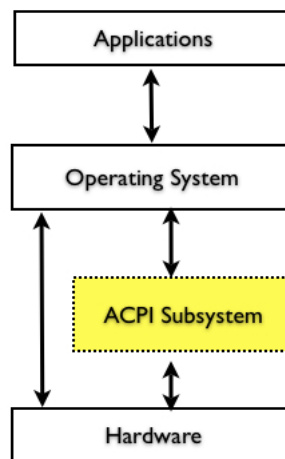 Applications
Operating System
ACPI Subsystem
Hardware